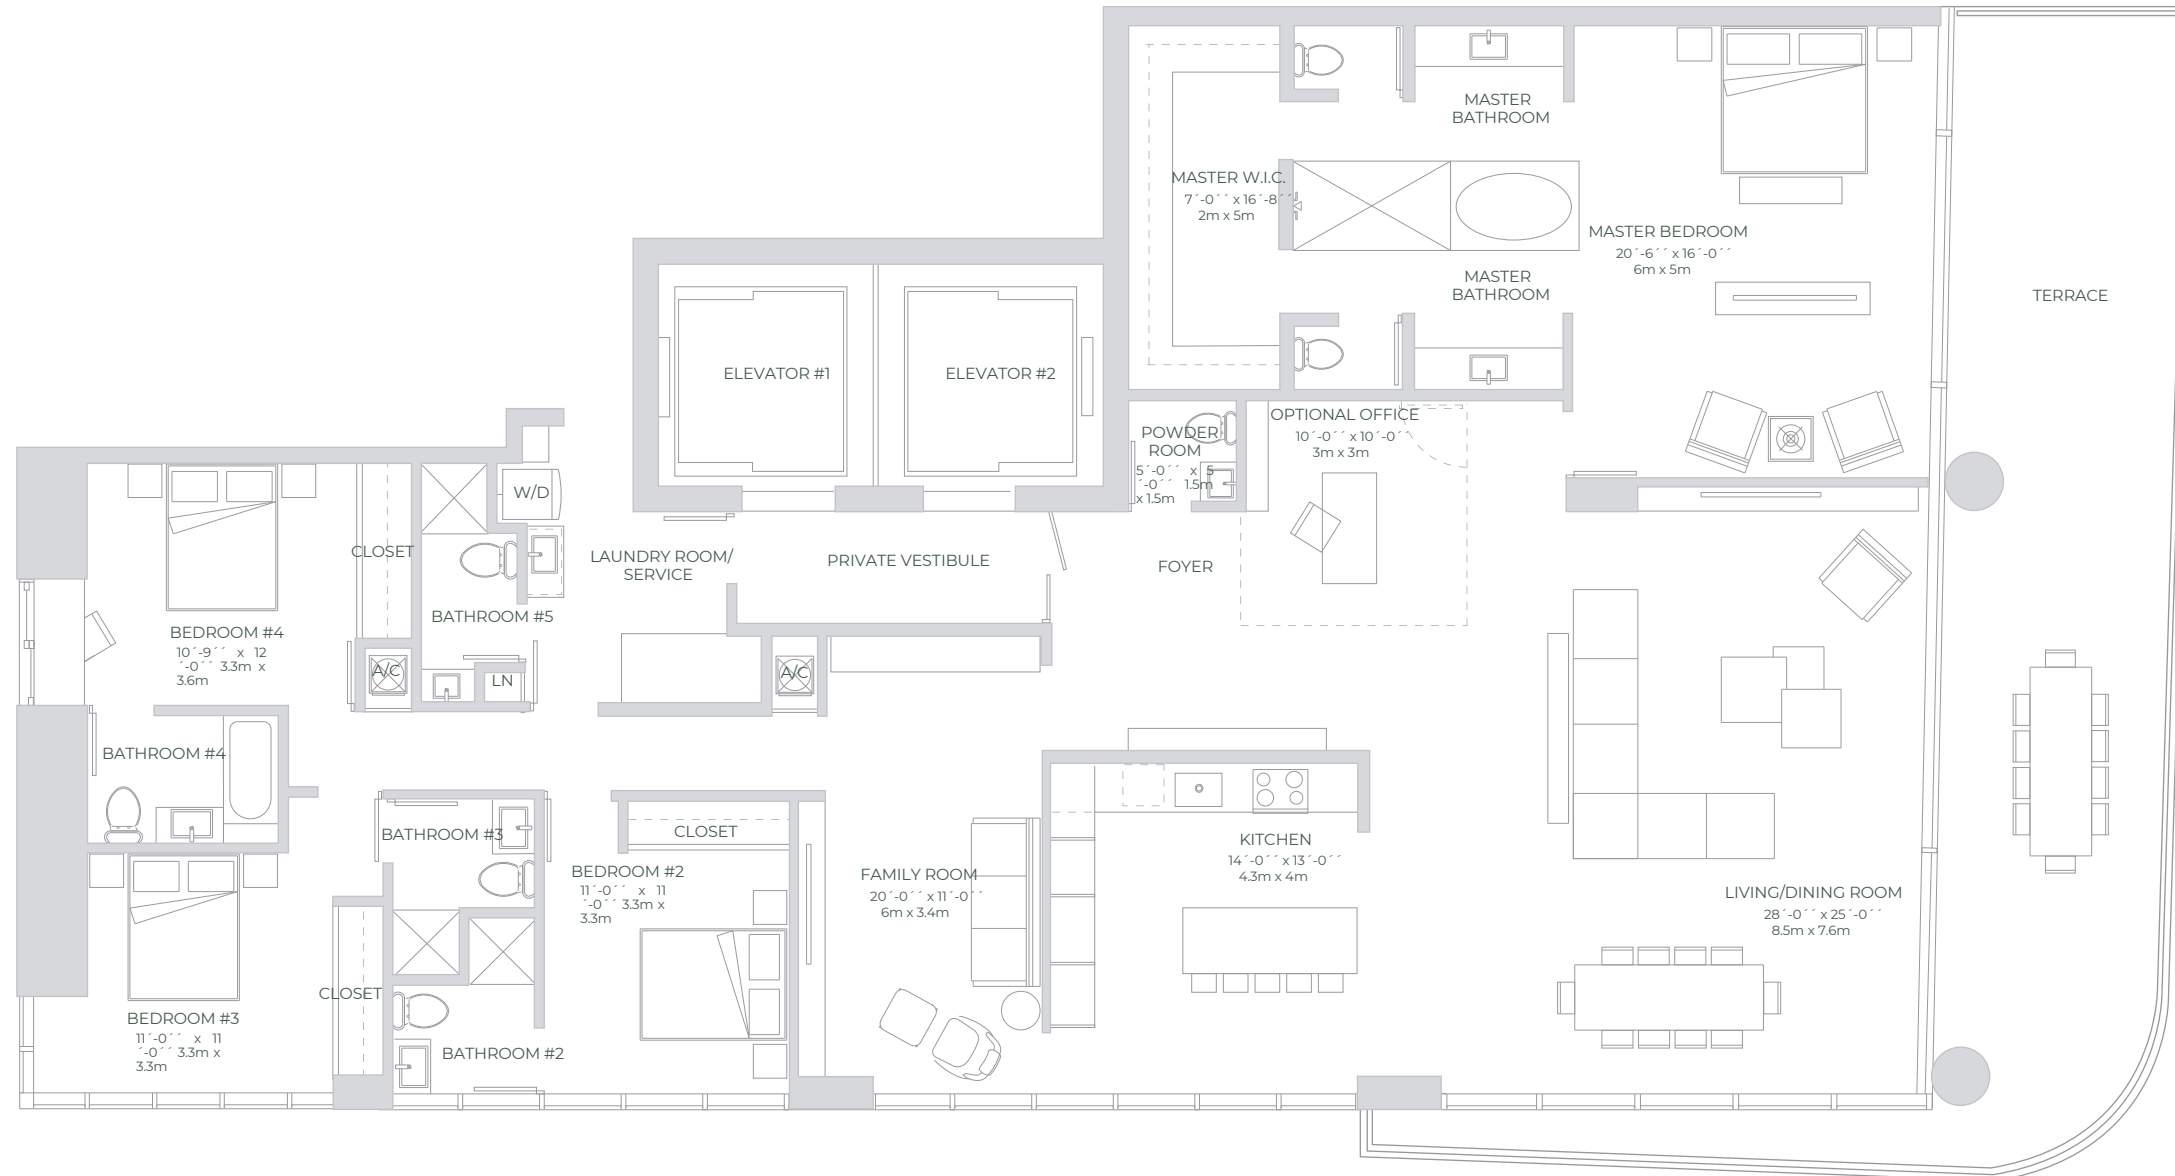 MASTER
BATHROOM
MASTER W.I.C.
7´-0´´ x 16´-8´´
2m x 5m
MASTER BEDROOM
20´-6´´ x 16´-0´´
6m x 5m
MASTER
BATHROOM
TERRACE
ELEVATOR #1
ELEVATOR #2
OPTIONAL OFFICE
10´-0´´ x 10´-0´´
3m x 3m
POWDER
ROOM
5´-0´´ x 5
´-0´´ 1.5m
x 1.5m
W/D
CLOSET
LAUNDRY ROOM/
SERVICE
PRIVATE VESTIBULE
FOYER
BATHROOM #5
BEDROOM #4
10´-9´´ x 12
´-0´´ 3.3m x
3.6m
A/C
LN
A/C
BATHROOM #4
BATHROOM #3
CLOSET
KITCHEN
14´-0´´ x 13´-0´´
4.3m x 4m
BEDROOM #2
11´-0´´ x 11
´-0´´ 3.3m x
3.3m
FAMILY ROOM
20´-0´´ x 11´-0´´
6m x 3.4m
LIVING/DINING ROOM
28´-0´´ x 25´-0´´
8.5m x 7.6m
CLOSET
BEDROOM #3
11´-0´´ x 11
´-0´´ 3.3m x
3.3m
BATHROOM #2